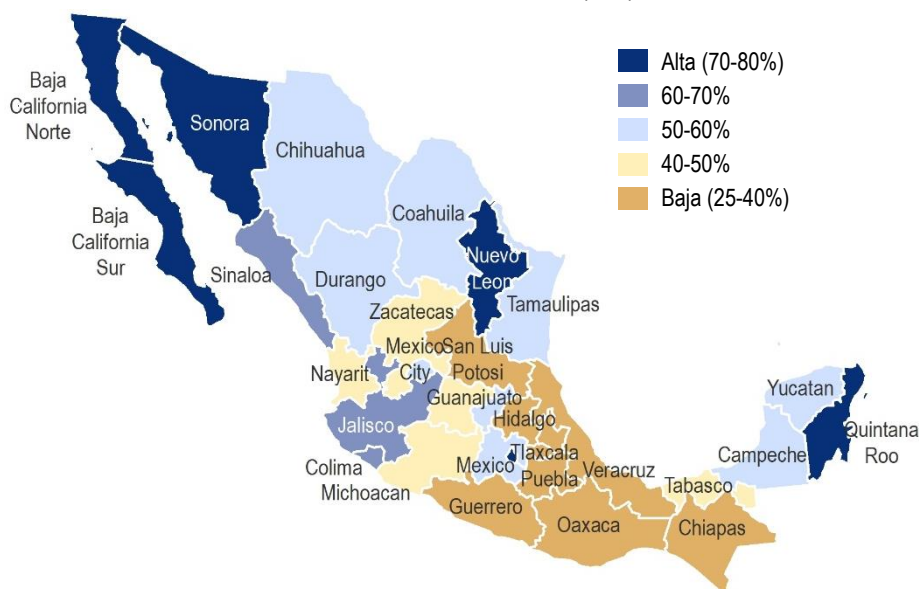 Alta (70-80%)
60-70%
50-60%
40-50%
Baja (25-40%)
Baja
California
Norte
Sonora
Chihuahua
Coahuila
Baja
California
Sur
Sinaloa
Durango
Nuevo
Leon
Tamaulipas
Zacatecas
Mexico
City
San Luis
Potosi
Nayarit
Guanajuato
Hidalgo
Jalisco
Colima
Michoacan
Mexico
Tlaxcala
Puebla
Veracruz
Guerrero
Oaxaca
Tabasco
Chiapas
Yucatan
Campeche
Quintana
Roo